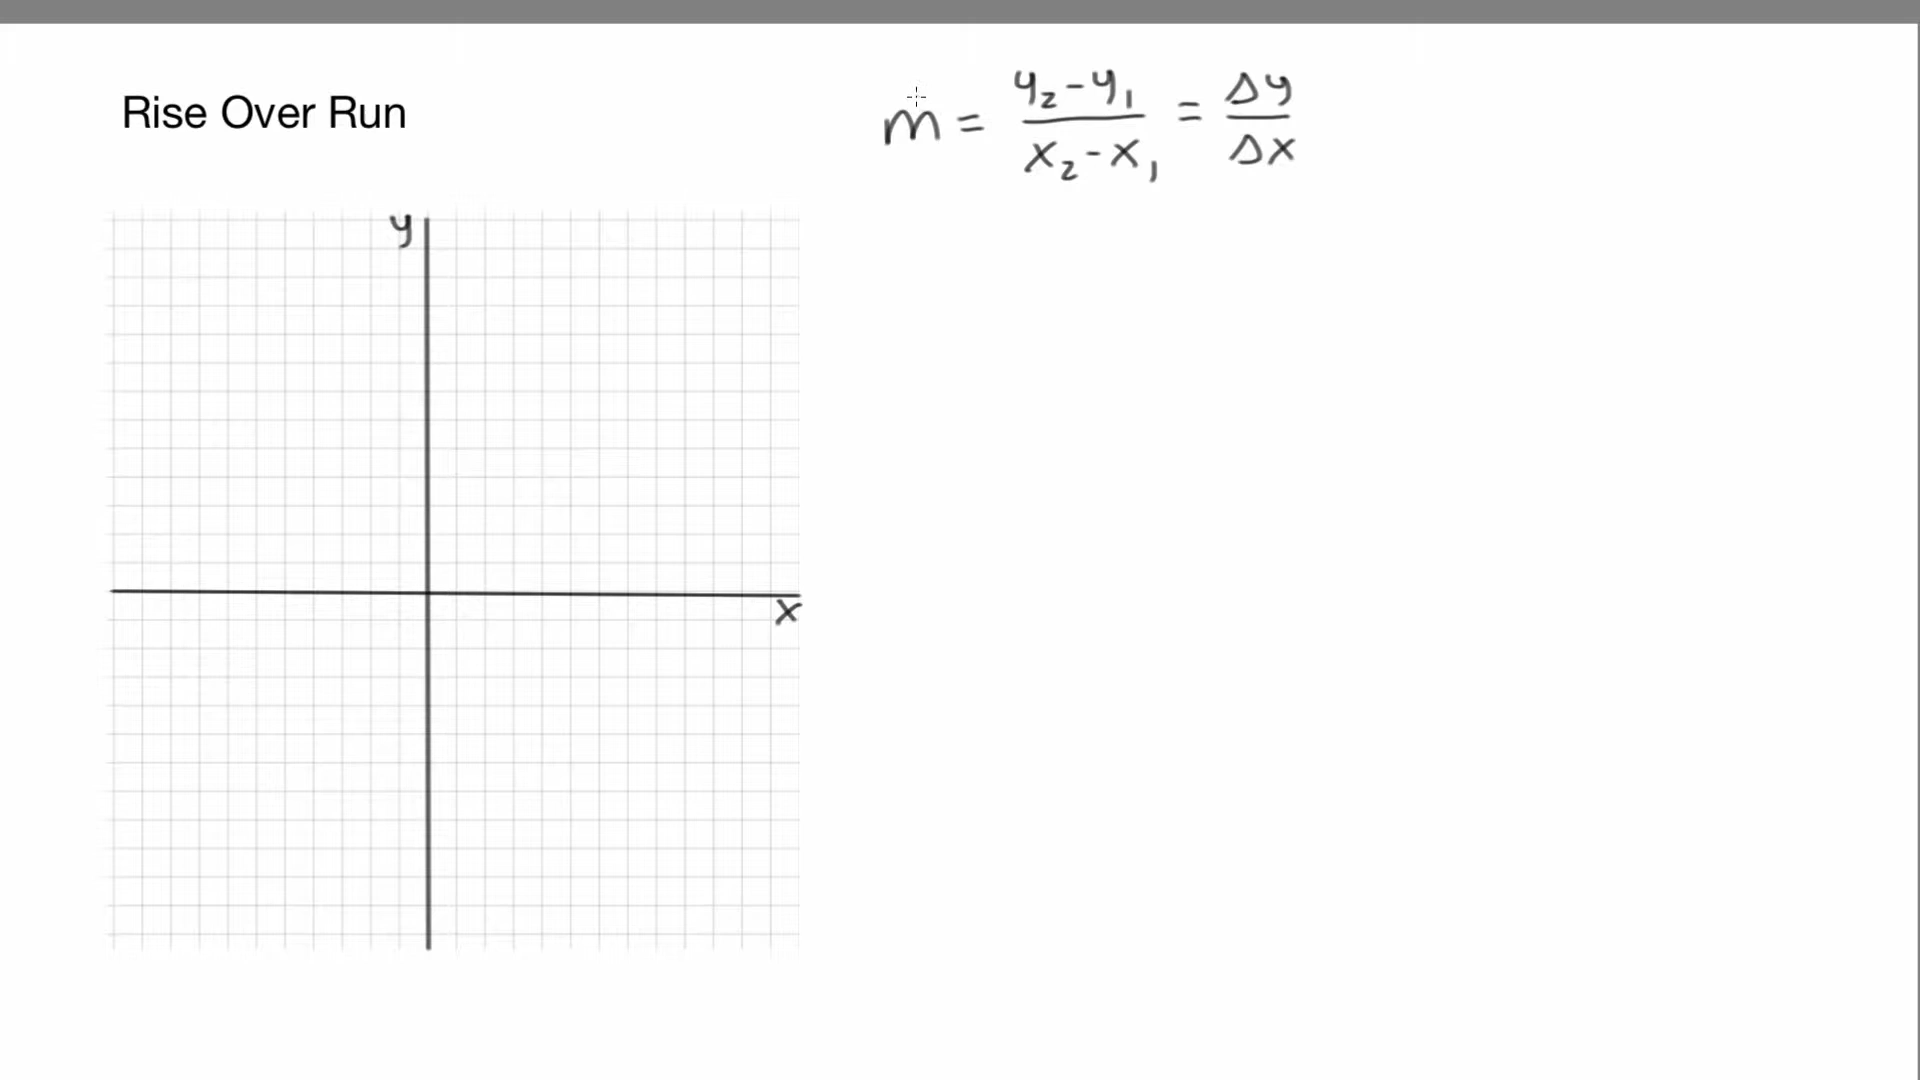 Rise Over Run
m = y₂-y₁ / x₂-x₁ = Δy / Δx
y
x